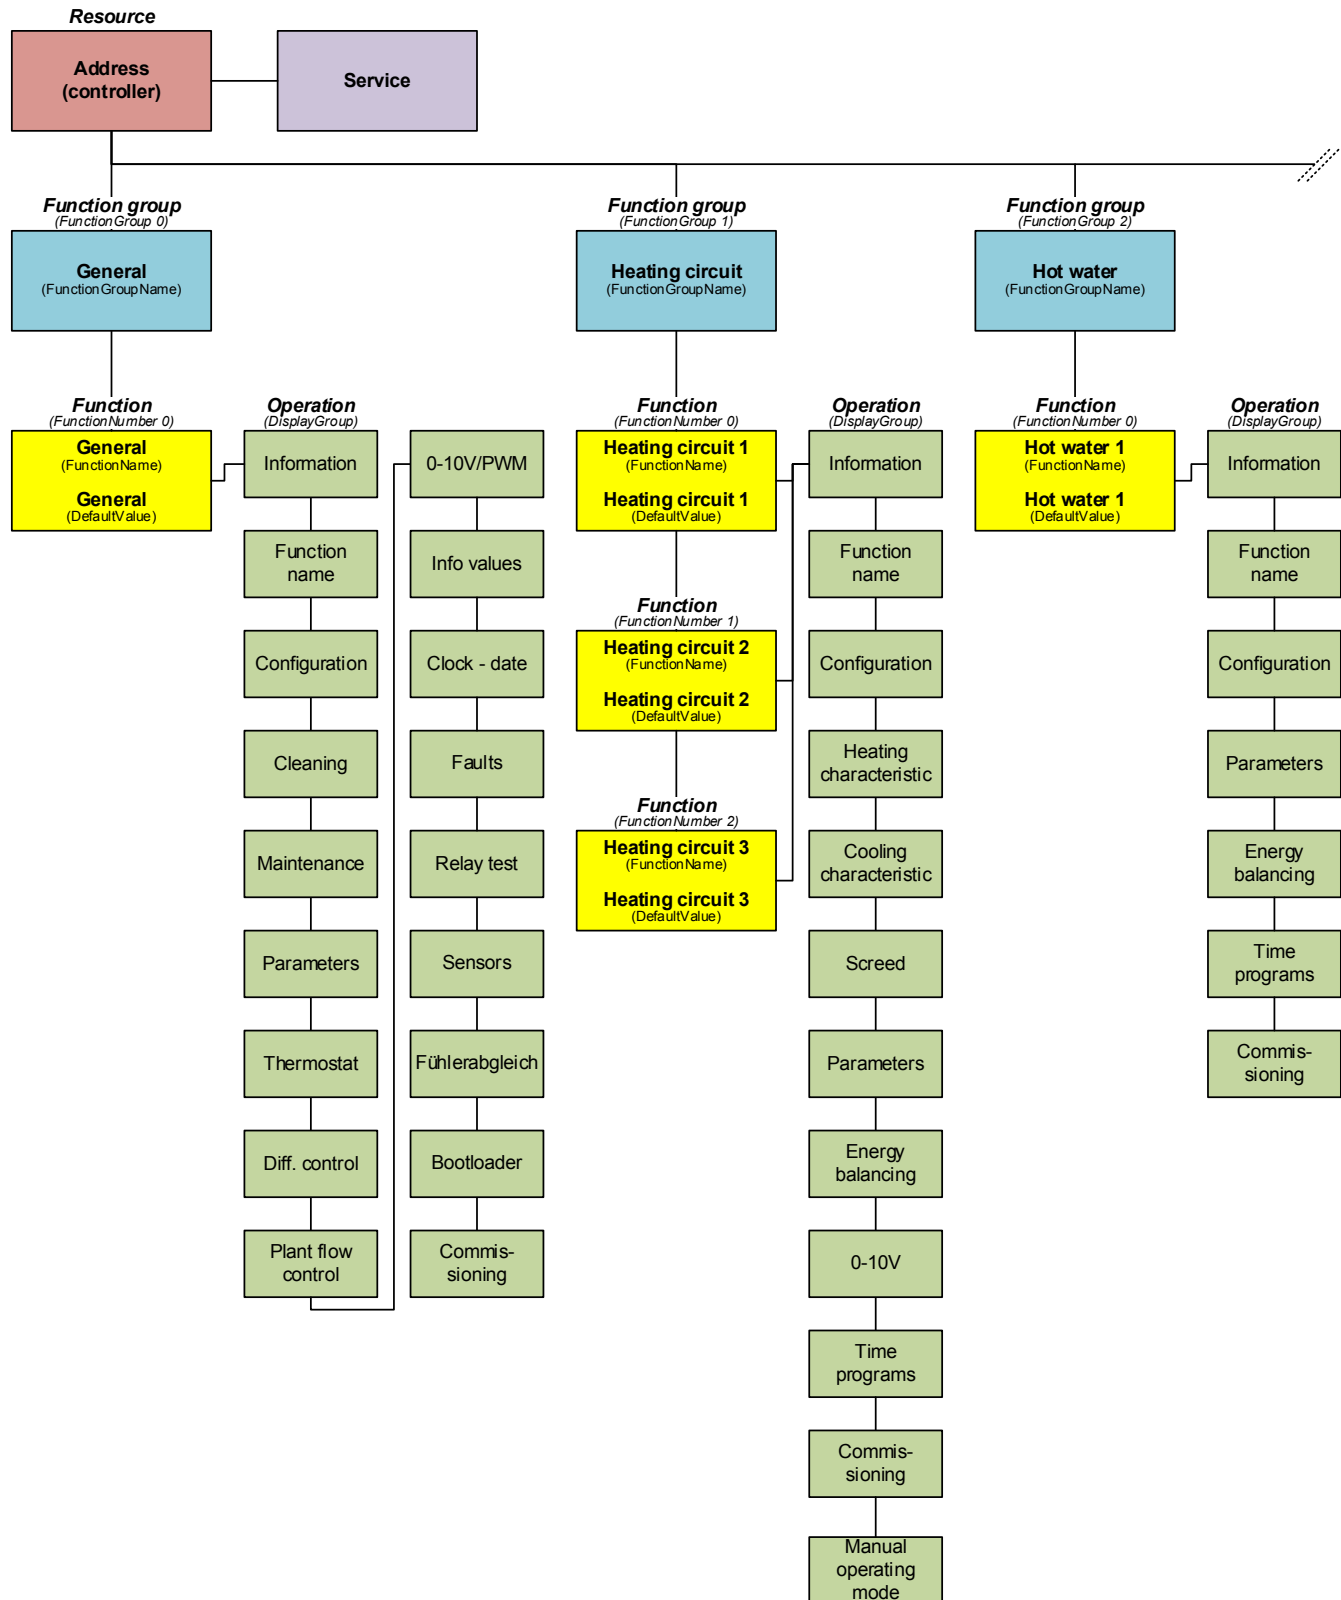 Resource
Address
(controller)
Service
Function group
(FunctionGroup 0)
General
(FunctionGroupName)
Function group
(FunctionGroup 1)
Heating circuit
(FunctionGroupName)
Function group
(FunctionGroup 2)
Hot water
(FunctionGroupName)
Function
(FunctionNumber 0)
General
(FunctionName)
General
(DefaultValue)
Operation
(DisplayGroup)
Information
Function
name
Configuration
Cleaning
Maintenance
Parameters
Thermostat
Diff. control
Plant flow
control
0-10V/PWM
Info values
Clock - date
Faults
Relay test
Sensors
Fühlerabgleich
Bootloader
Commis-
sioning
Function
(FunctionNumber 0)
Heating circuit 1
(FunctionName)
Heating circuit 1
(DefaultValue)
Function
(FunctionNumber 1)
Heating circuit 2
(FunctionName)
Heating circuit 2
(DefaultValue)
Function
(FunctionNumber 2)
Heating circuit 3
(FunctionName)
Heating circuit 3
(DefaultValue)
Operation
(DisplayGroup)
Information
Function
name
Configuration
Heating
characteristic
Cooling
characteristic
Screed
Parameters
Energy
balancing
0-10V
Time
programs
Commis-
sioning
Manual
operating
mode
Function
(FunctionNumber 0)
Hot water 1
(FunctionName)
Hot water 1
(DefaultValue)
Operation
(DisplayGroup)
Information
Function
name
Configuration
Parameters
Energy
balancing
Time
programs
Commis-
sioning